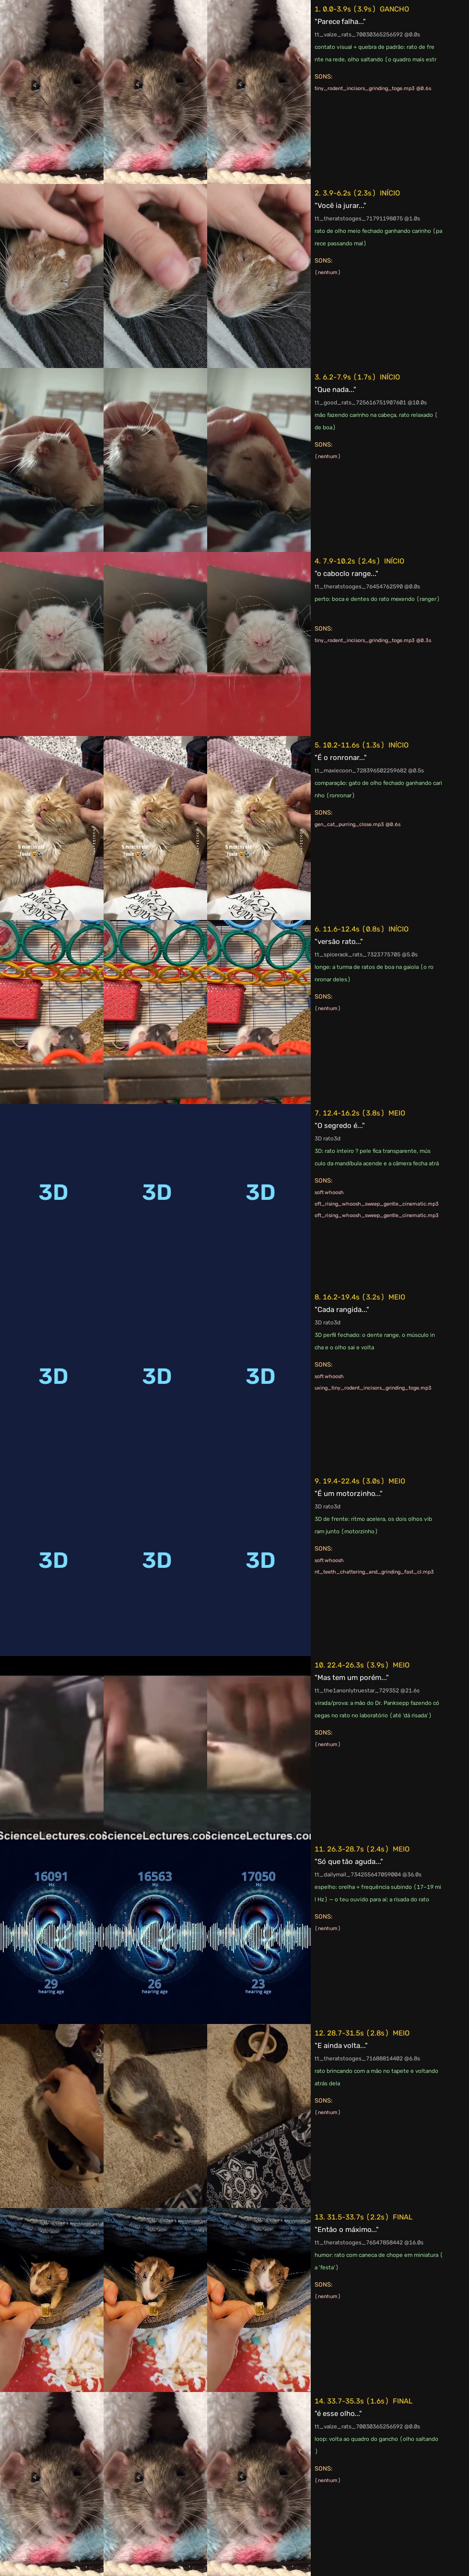 1. 0.0-3.9s (3.9s) GANCHO
"Parece falha..."
tt_valze_rats_70030365256592 @0.0s
contato visual + quebra de padrão: rato de fre
nte na rede, olho saltando (o quadro mais estr
SONS:
tiny_rodent_incisors_grinding_toge.mp3 @0.6s
2. 3.9-6.2s (2.3s) INÍCIO
"Você ia jurar..."
tt_theratstooges_71791198075 @1.0s
rato de olho meio fechado ganhando carinho (pa
rece passando mal)
SONS:
(nenhum)
3. 6.2-7.9s (1.7s) INÍCIO
"Que nada..."
tt_good_rats_725616751907601 @10.0s
mão fazendo carinho na cabeça, rato relaxado (
de boa)
SONS:
(nenhum)
4. 7.9-10.2s (2.4s) INÍCIO
"o caboclo range..."
tt_theratstooges_76454762590 @0.0s
perto: boca e dentes do rato mexendo (ranger)
SONS:
tiny_rodent_incisors_grinding_toge.mp3 @0.3s
5. 10.2-11.6s (1.3s) INÍCIO
"É o ronronar..."
tt_maxiecoon_728396502259682 @0.5s
comparação: gato de olho fechado ganhando cari
nho (ronronar)
SONS:
gen_cat_purring_close.mp3 @0.6s
6. 11.6-12.4s (0.8s) INÍCIO
"versão rato..."
tt_spicerack_rats_7323775785 @5.0s
longe: a turma de ratos de boa na gaiola (o ro
nronar deles)
SONS:
(nenhum)
3D 3D 3D
7. 12.4-16.2s (3.8s) MEIO
"O segredo é..."
3D rato3d
3D: rato inteiro ? pele fica transparente, mús
culo da mandíbula acende e a câmera fecha atrá
SONS:
soft whoosh
oft_rising_whoosh_sweep_gentle_cinematic.mp3
oft_rising_whoosh_sweep_gentle_cinematic.mp3
3D 3D 3D
8. 16.2-19.4s (3.2s) MEIO
"Cada rangida..."
3D rato3d
3D perfil fechado: o dente range, o músculo in
cha e o olho sai e volta
SONS:
soft whoosh
uxing_tiny_rodent_incisors_grinding_toge.mp3
3D 3D 3D
9. 19.4-22.4s (3.0s) MEIO
"É um motorzinho..."
3D rato3d
3D de frente: ritmo acelera, os dois olhos vib
ram junto (motorzinho)
SONS:
soft whoosh
nt_teeth_chattering_and_grinding_fast_cl.mp3
ScienceLectures.co ScienceLectures.co ScienceLectures.con
10. 22.4-26.3s (3.9s) MEIO
"Mas tem um porém..."
tt_the1anonlytruestar_729352 @21.6s
virada/prova: a mão do Dr. Panksepp fazendo có
cegas no rato no laboratório (até 'dá risada')
SONS:
(nenhum)
16091 16563 17050
Hz Hz Hz
29 26 23
hearing age hearing age hearing age
11. 26.3-28.7s (2.4s) MEIO
"Só que tão aguda..."
tt_dailymail_734255647059004 @36.0s
espelho: orelha + frequência subindo (17-19 mi
l Hz) — o teu ouvido para aí; a risada do rato
SONS:
(nenhum)
12. 28.7-31.5s (2.8s) MEIO
"E ainda volta..."
tt_theratstooges_71688814402 @6.8s
rato brincando com a mão no tapete e voltando
atrás dela
SONS:
(nenhum)
13. 31.5-33.7s (2.2s) FINAL
"Então o máximo..."
tt_theratstooges_76547858442 @16.0s
humor: rato com caneca de chope em miniatura (
a 'festa')
SONS:
(nenhum)
14. 33.7-35.3s (1.6s) FINAL
"é esse olho..."
tt_valze_rats_70030365256592 @0.0s
loop: volta ao quadro do gancho (olho saltando
)
SONS:
(nenhum)